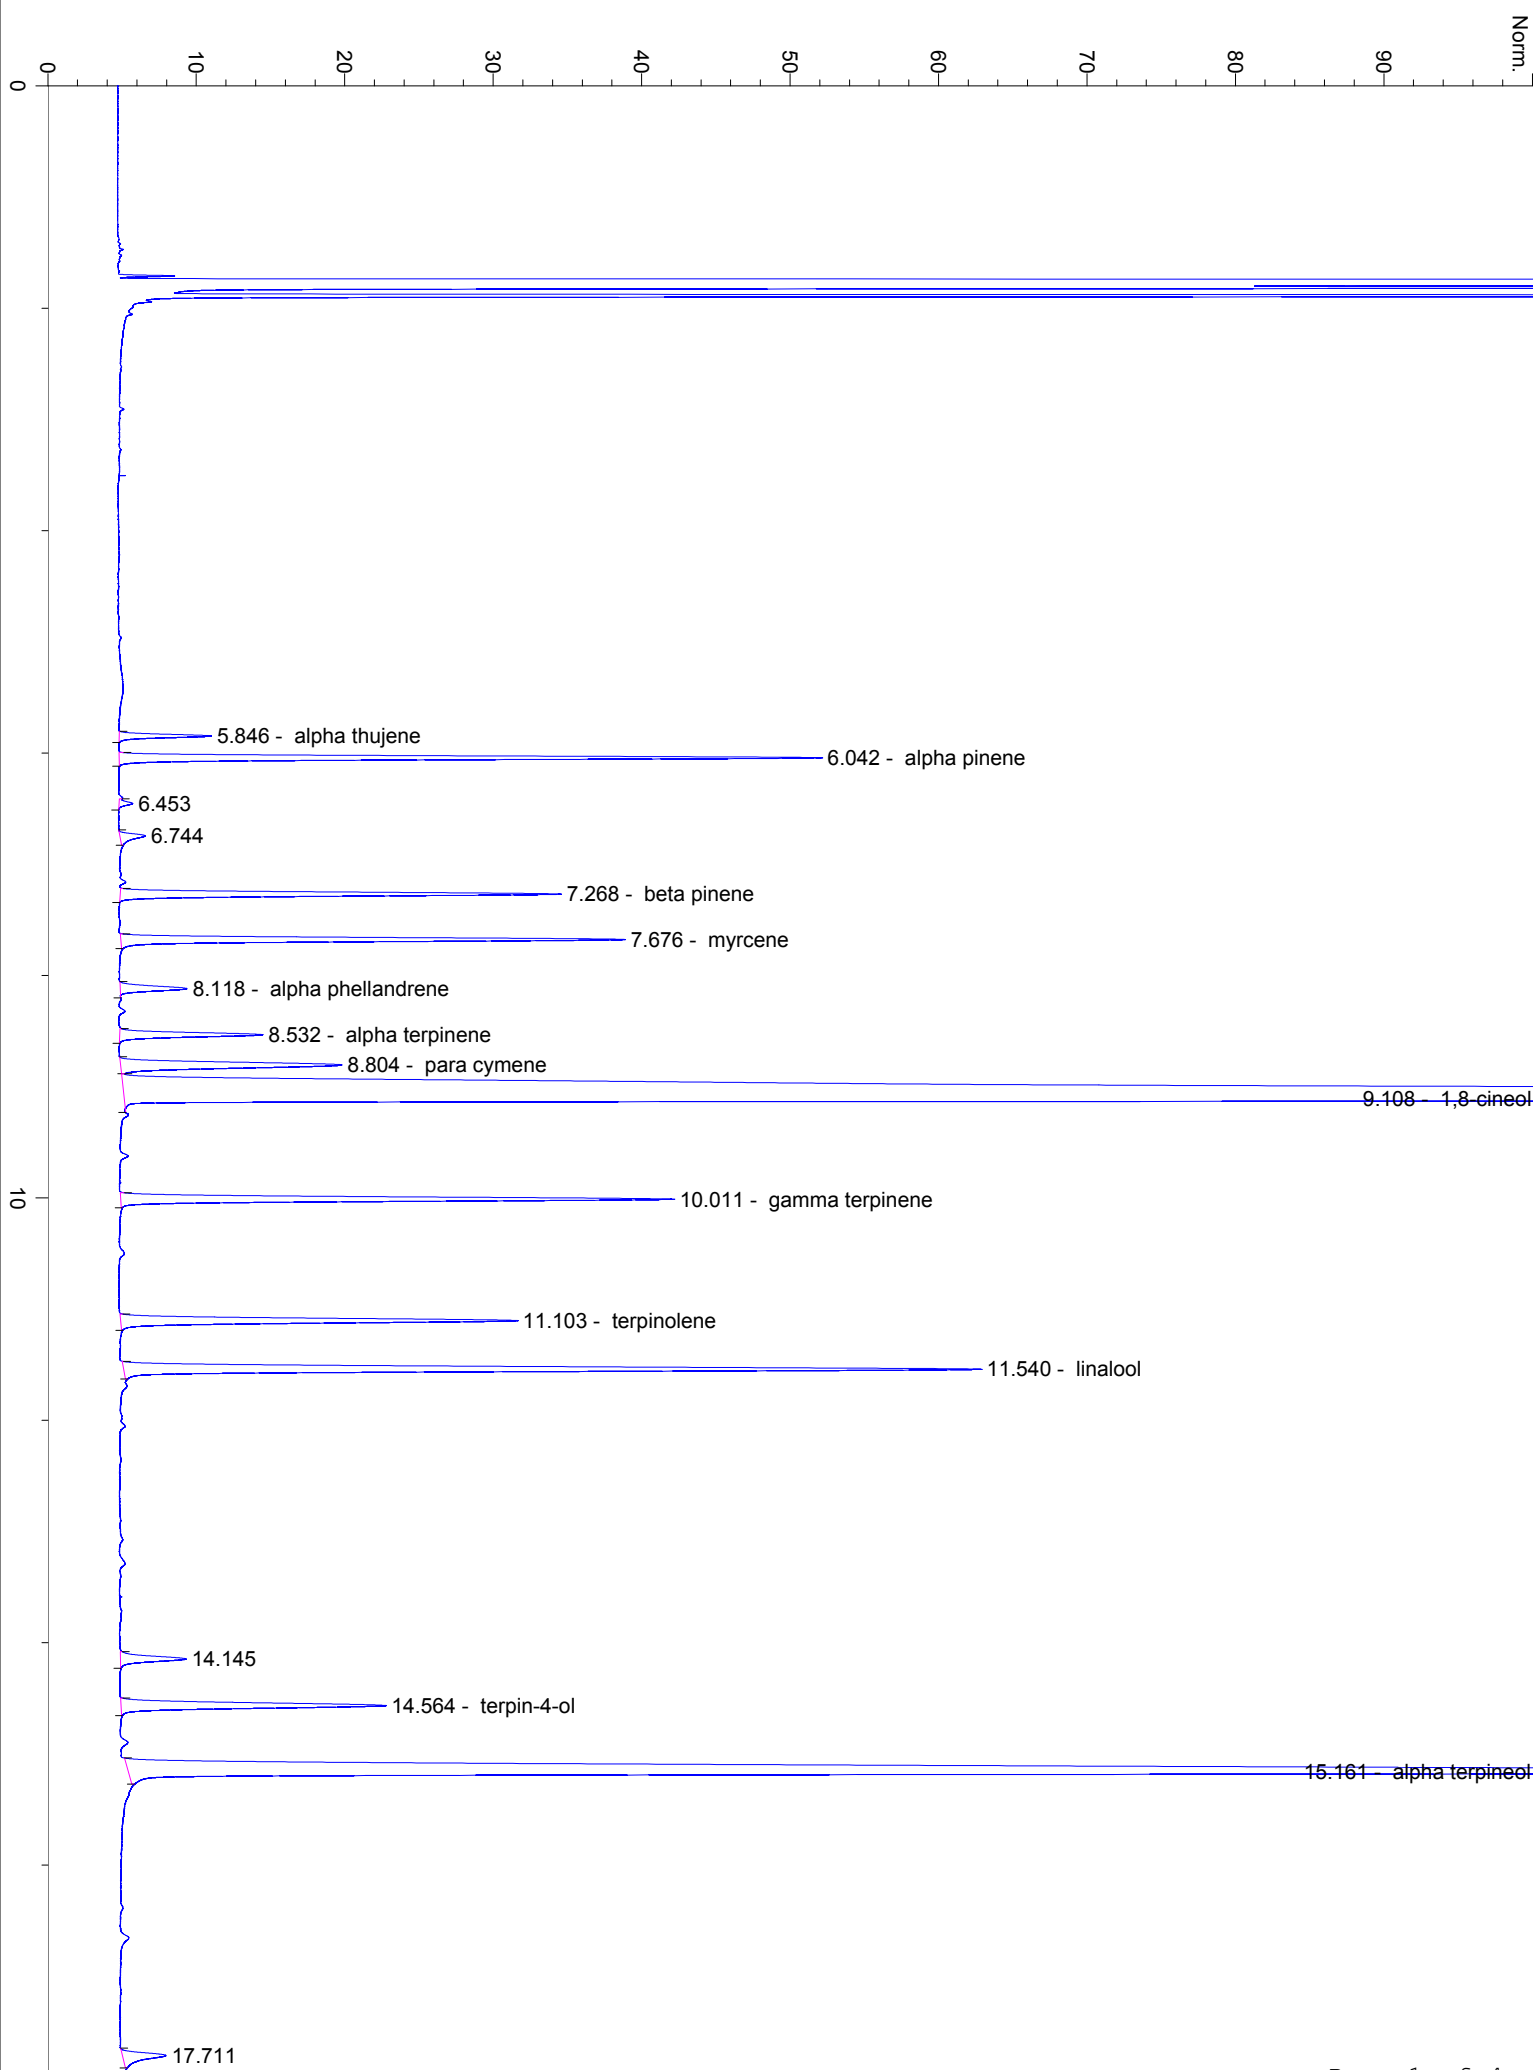 Norm.
0
10
20
30
40
50
60
70
80
90
0
5.846 - alpha thujene
6.042 - alpha pinene
6.453
6.744
7.268 - beta pinene
7.676 - myrcene
8.118 - alpha phellandrene
8.532 - alpha terpinene
8.804 - para cymene
9.108 - 1,8-cineol
10
10.011 - gamma terpinene
11.103 - terpinolene
11.540 - linalool
14.145
14.564 - terpin-4-ol
15.161 - alpha terpineol
17.711